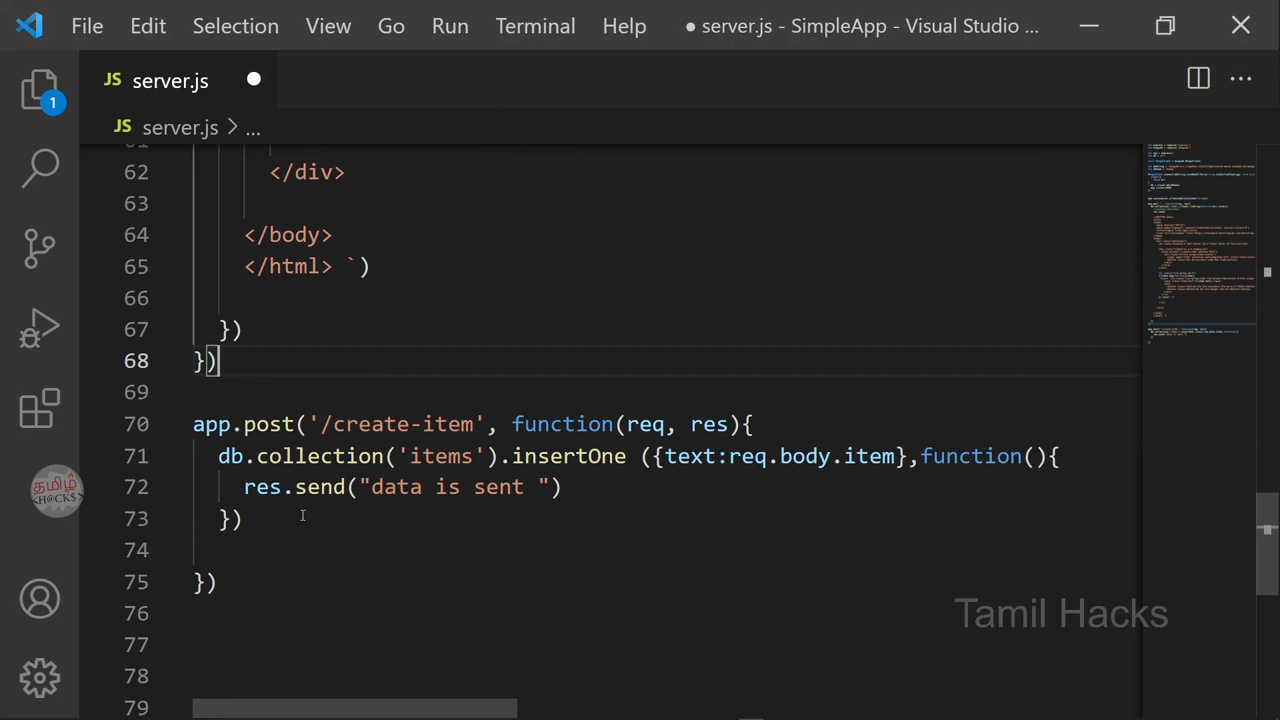 File Edit Selection View Go Run Terminal Help ● server.js - SimpleApp - Visual Studio ...
JS server.js
1
JS server.js > ...
61
62 </div>
63
64 </body>
65 </html> `)
66
67 })
68 })
69
70 app.post('/create-item', function(req, res){
71 db.collection('items').insertOne ({text:req.body.item},function(){
72 res.send("data is sent ")
73 })
74
75 })
76
77
78
79
தமிழ்
<H@CK$>
Tamil Hacks